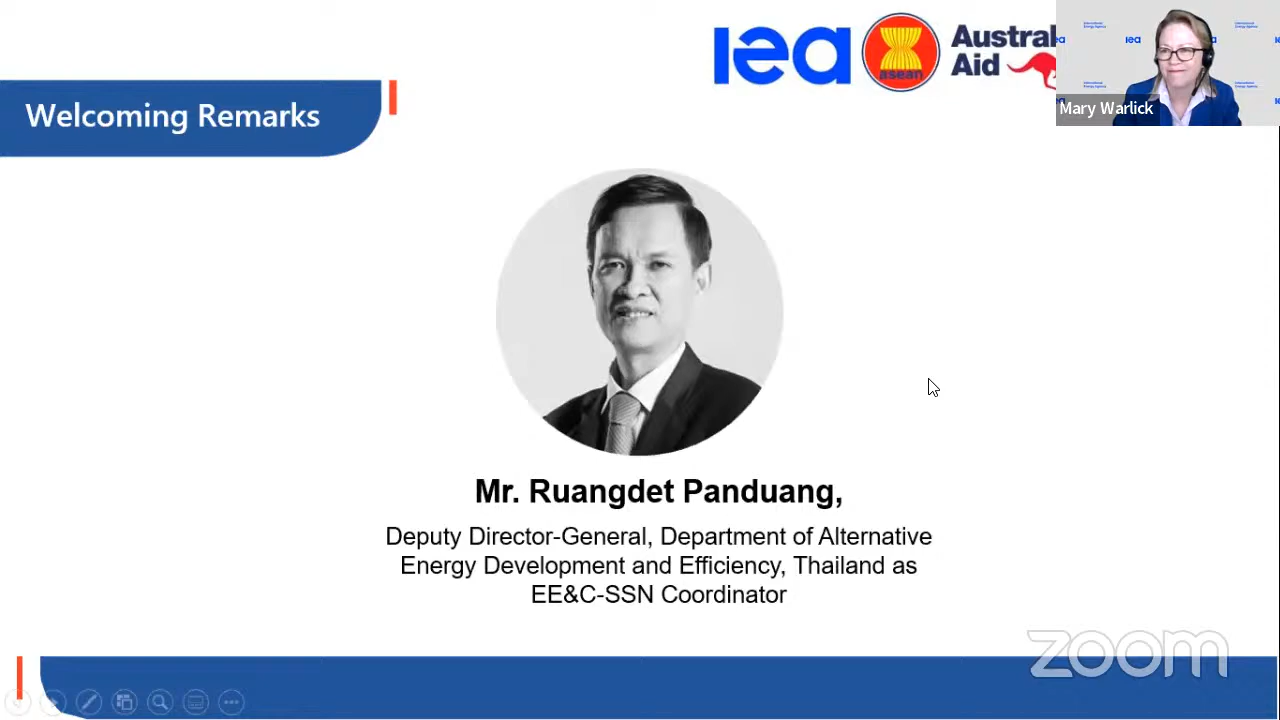 Welcoming Remarks
iea
asean
Austral
Aid
iea
Mary Warlick
Mr. Ruangdet Panduang,
Deputy Director-General, Department of Alternative
Energy Development and Efficiency, Thailand as
EE&C-SSN Coordinator
zoom